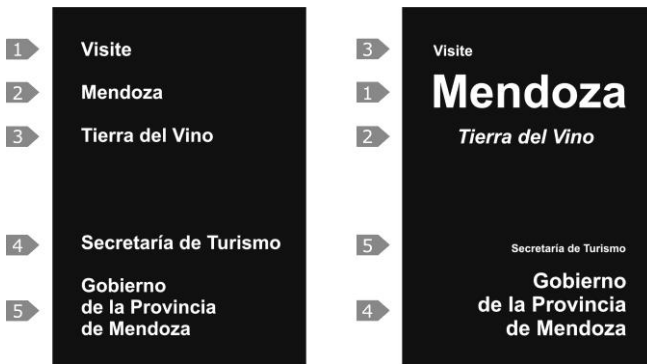 1 Visite
2 Mendoza
3 Tierra del Vino
4 Secretaría de Turismo
Gobierno
5 de la Provincia
de Mendoza
3 Visite
1 Mendoza
2 Tierra del Vino
5 Secretaría de Turismo
Gobierno
4 de la Provincia
de Mendoza